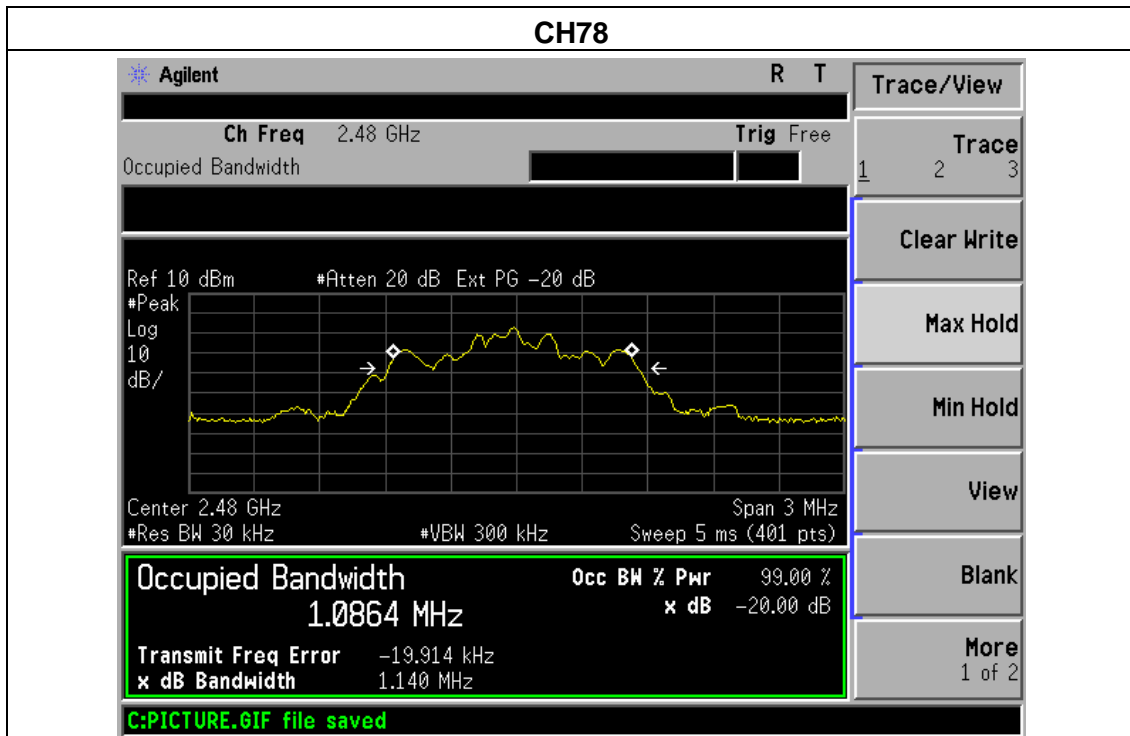 CH78
Agilent R T
Trace/View
Ch Freq 2.48 GHz Trig Free
Occupied Bandwidth
Trace
1 2 3
Clear Write
Ref 10 dBm #Atten 20 dB Ext PG -20 dB
#Peak
Log
10
dB/
Max Hold
Min Hold
View
Center 2.48 GHz Span 3 MHz
#Res BW 30 kHz #VBW 300 kHz Sweep 5 ms (401 pts)
Occupied Bandwidth Occ BW % Pwr 99.00 %
1.0864 MHz x dB -20.00 dB
Blank
Transmit Freq Error -19.914 kHz
x dB Bandwidth 1.140 MHz
More
1 of 2
C:PICTURE.GIF file saved